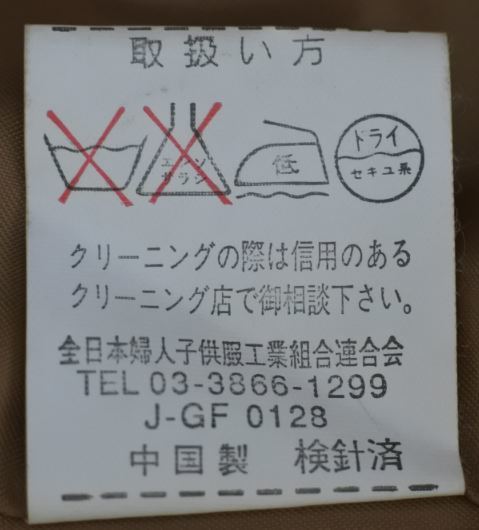 取扱い方
エンソ
サラシ
低
ドライ
セキユ系
クリーニングの際は信用のある
クリーニング店で御相談下さい。
全日本婦人子供服工業組合連合会
TEL 03-3866-1299
J-GF 0128
中国製 検針済